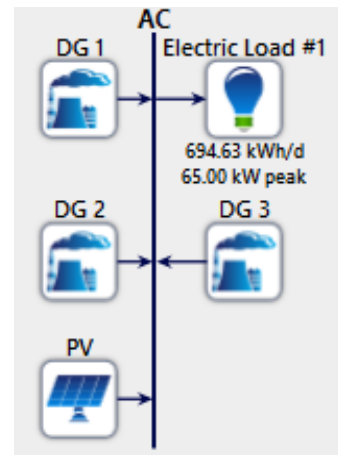 AC
DG 1
Electric Load #1
694.63 kWh/d
65.00 kW peak
DG 2
DG 3
PV